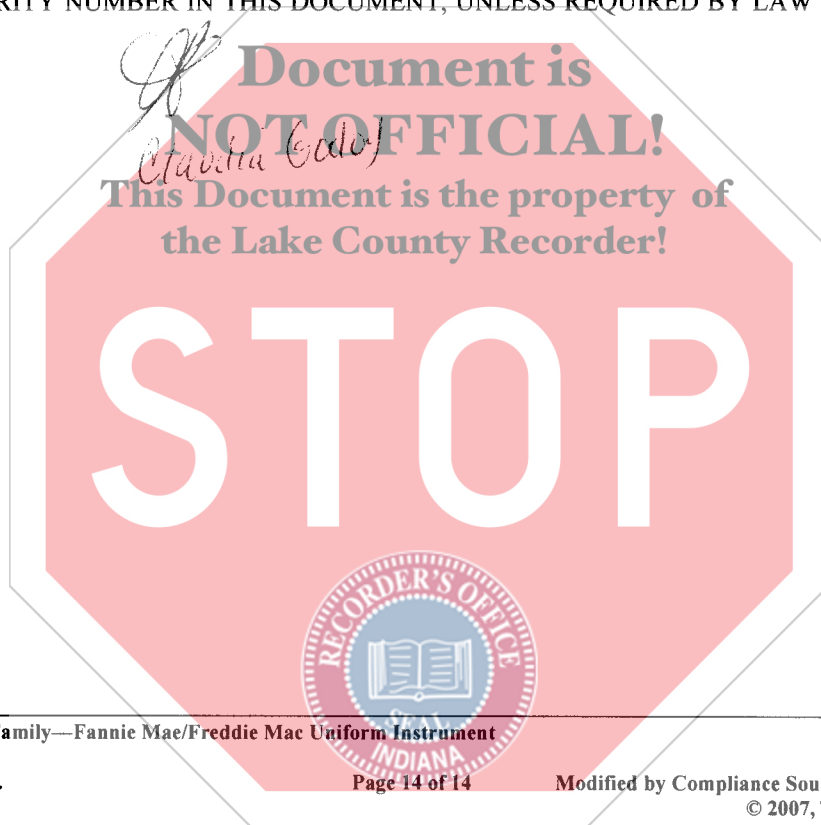 RITY NUMBER IN THIS DOCUMENT, UNLESS REQUIRED BY LAW
Document is
NOT OFFICIAL!
Claudia
This Document is the property of
the Lake County Recorder!
STOP
RECORDER'S OFFICE
SEAL
INDIANA
amily—Fannie Mae/Freddie Mac Uniform Instrument
Page 14 of 14 Modified by Compliance Sou
© 2007,